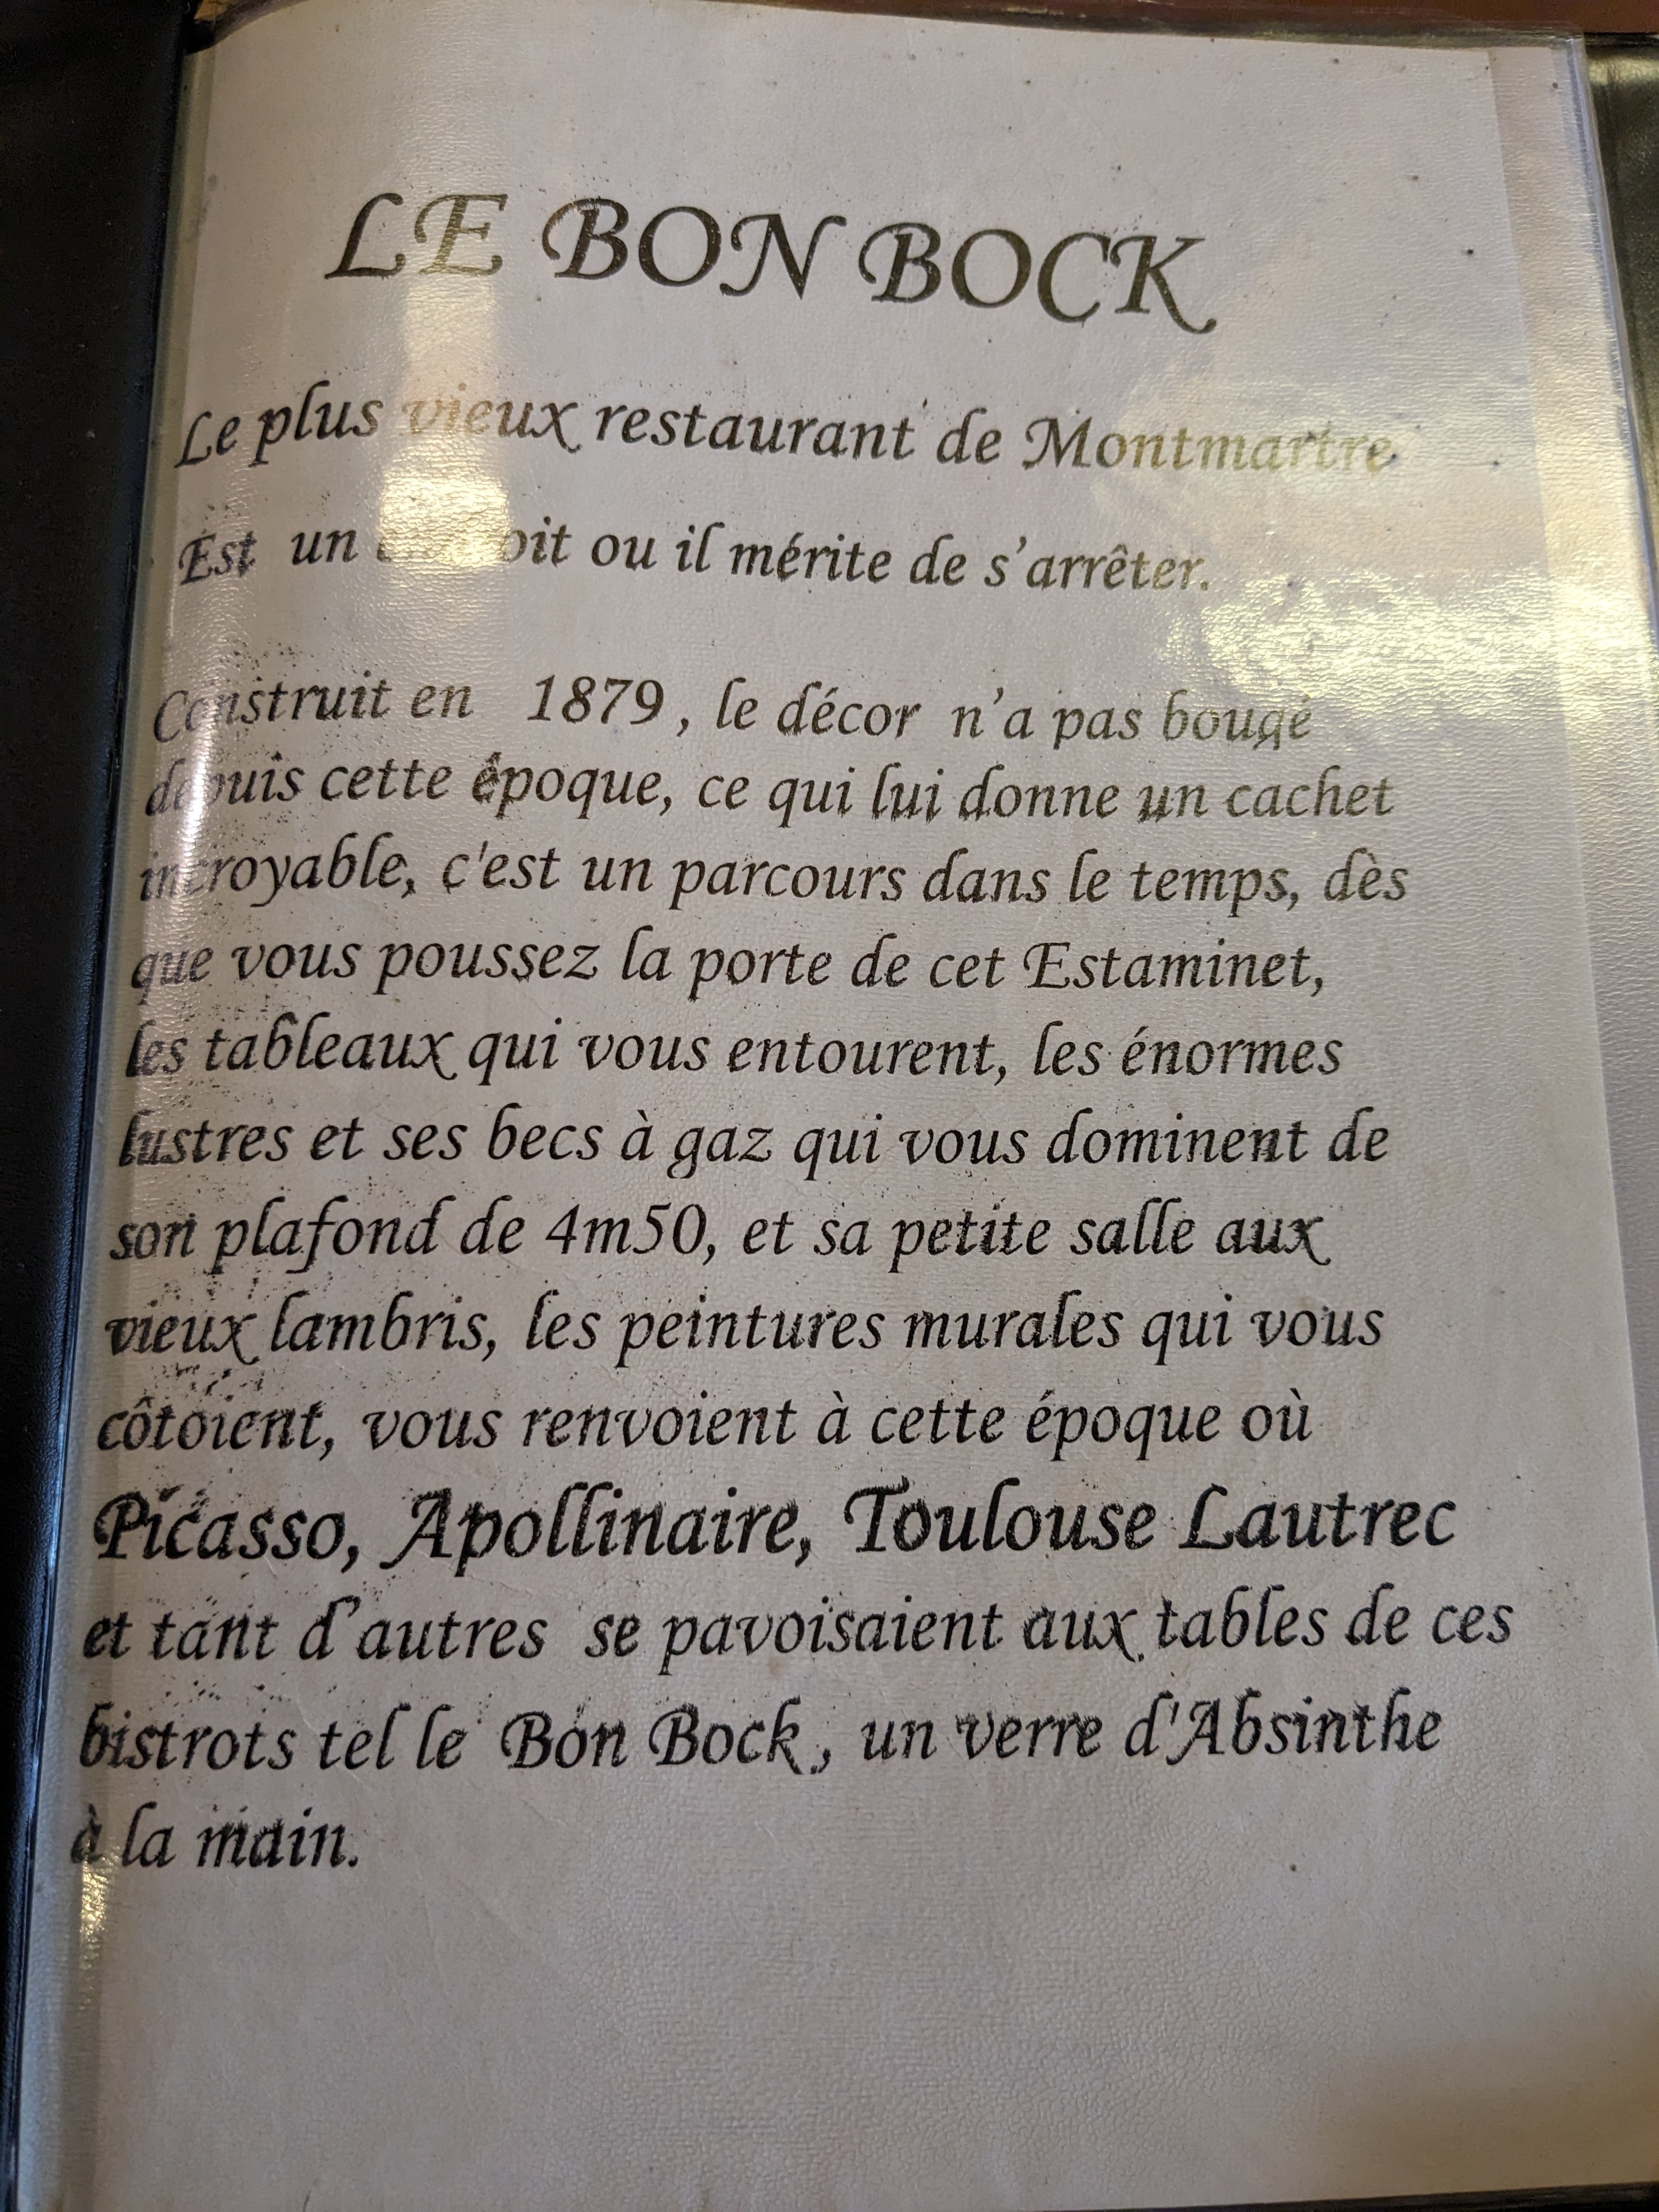 LE BON BOCK
Le plus vieux restaurant de Montmartre
Est un ou il mérite de s'arrêter.
Construit en 1879, le décor n'a pas bougé
depuis cette époque, ce qui lui donne un cachet
incroyable, c'est un parcours dans le temps, dès
que vous poussez la porte de cet Estaminet,
les tableaux qui vous entourent, les énormes
lustres et ses becs à gaz qui vous dominent de
son plafond de 4m50, et sa petite salle aux
vieux lambris, les peintures murales qui vous
côtoient, vous renvoient à cette époque où
Picasso, Apollinaire, Toulouse Lautrec
et tant d'autres se pavoisaient aux tables de ces
bistrots tel le Bon Bock, un verre d'Absinthe
à la main.